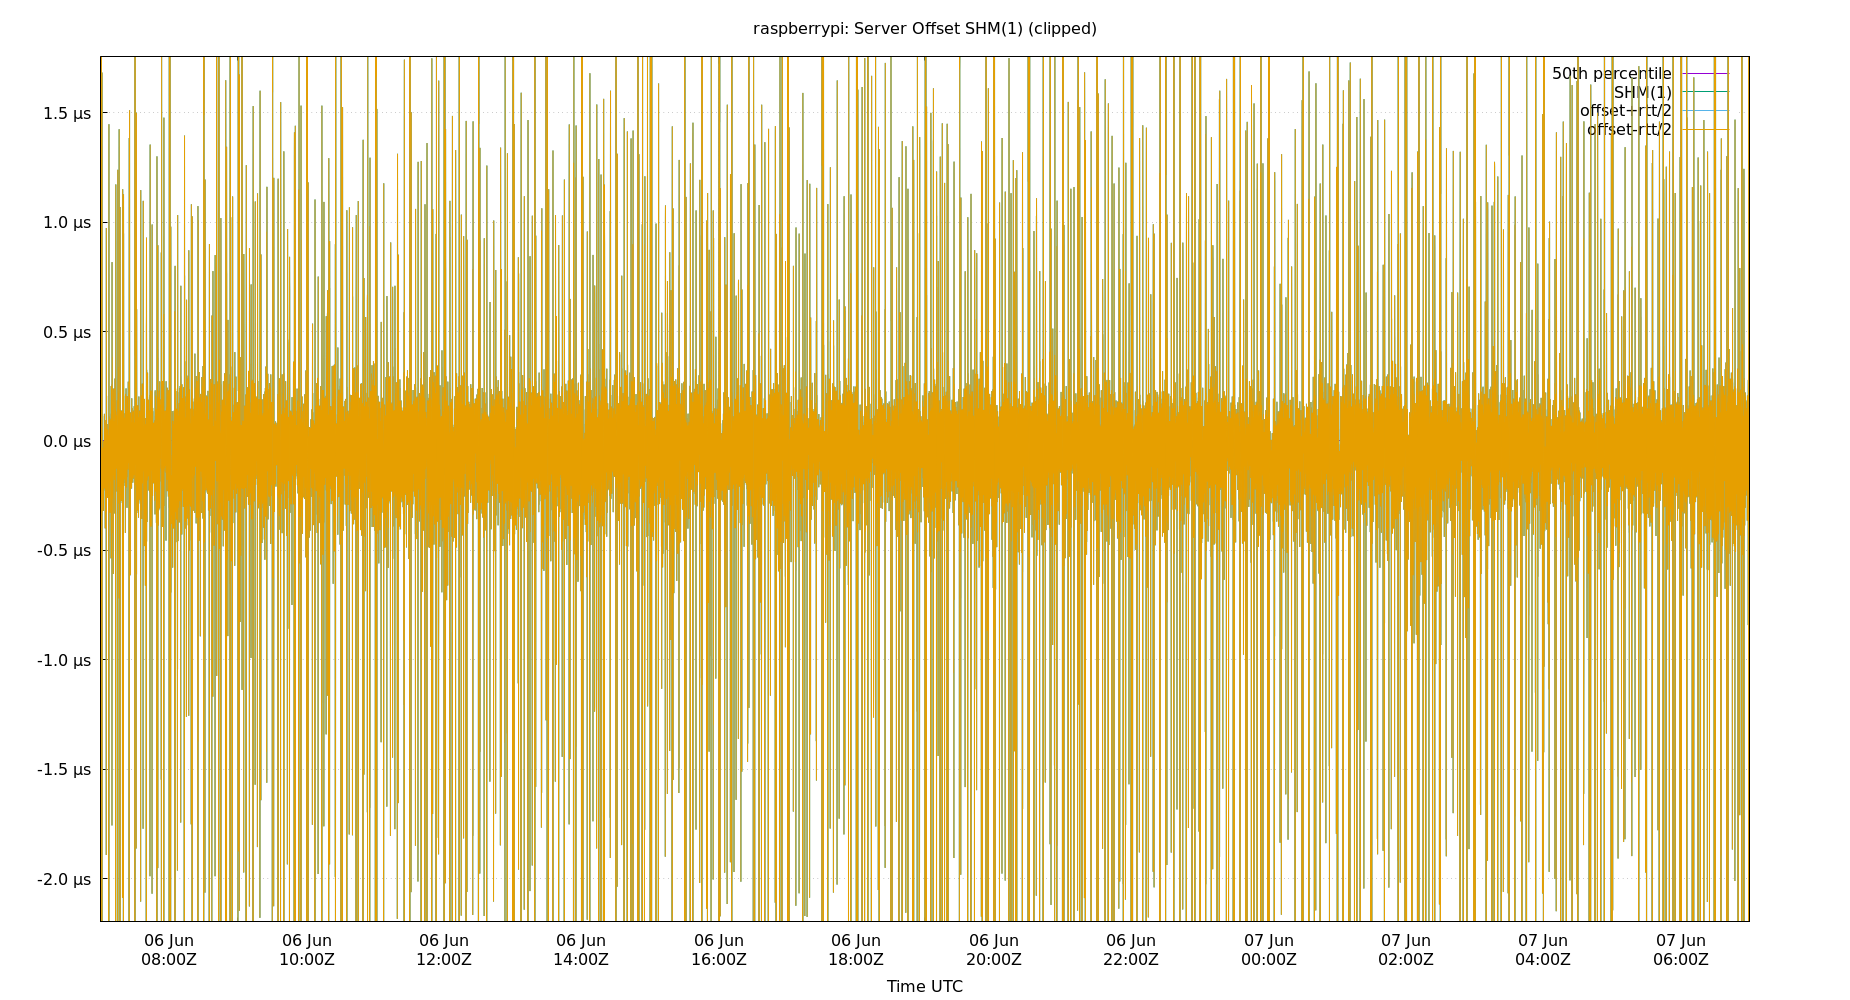 raspberrypi: Server Offset SHM(1) (clipped)
50th percentile
SHM(1)
offset+rtt/2
offset-rtt/2
1.5 µs
1.0 µs
0.5 µs
0.0 µs
-0.5 µs
-1.0 µs
-1.5 µs
-2.0 µs
06 Jun 06 Jun 06 Jun 06 Jun 06 Jun 06 Jun 06 Jun 06 Jun 07 Jun 07 Jun 07 Jun 07 Jun
08:00Z 10:00Z 12:00Z 14:00Z 16:00Z 18:00Z 20:00Z 22:00Z 00:00Z 02:00Z 04:00Z 06:00Z
Time UTC